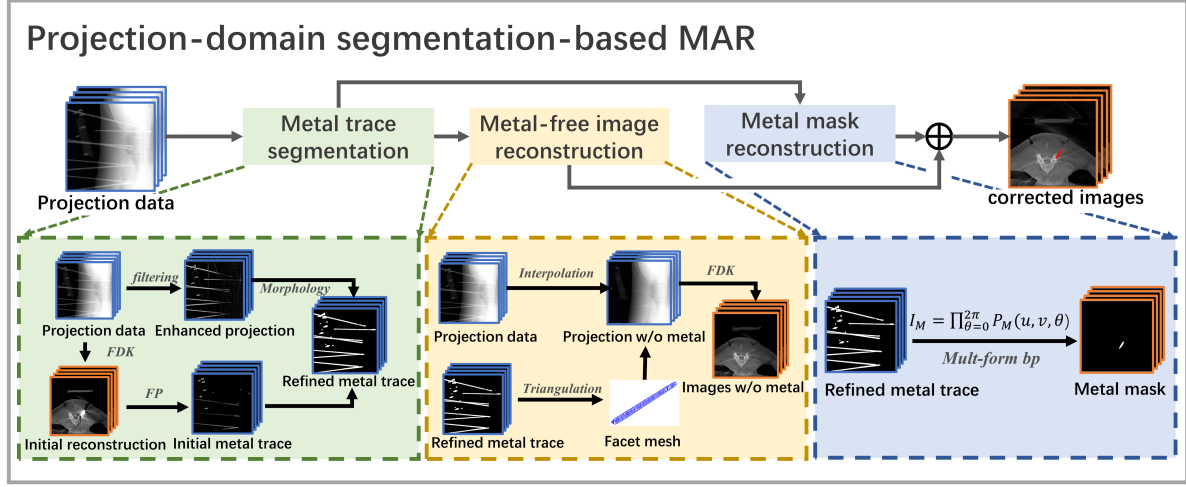 Projection-domain segmentation-based MAR
Metal trace
segmentation
Metal-free image
reconstruction
Metal mask
reconstruction
Projection data
corrected images
filtering
Morphology
Projection data
Enhanced projection
FDK
Refined metal trace
FP
Initial reconstruction
Initial metal trace
Interpolation
FDK
Projection data
Projection w/o metal
Triangulation
Images w/o metal
Refined metal trace
Facet mesh
I_M = ∏_{θ=0}^{2π} P_M(u, v, θ)
Mult-form bp
Refined metal trace
Metal mask